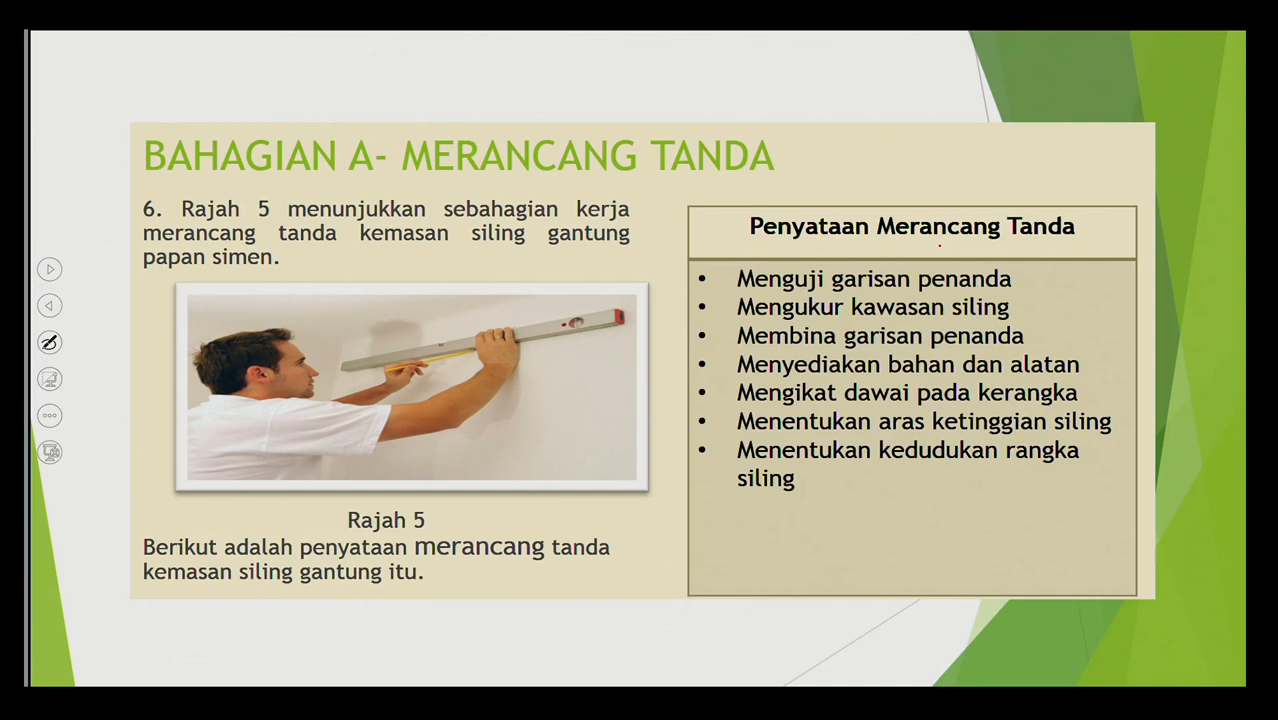 BAHAGIAN A- MERANCANG TANDA
6. Rajah 5 menunjukkan sebahagian kerja
merancang tanda kemasan siling gantung
papan simen.
Rajah 5
Berikut adalah penyataan merancang tanda
kemasan siling gantung itu.
Penyataan Merancang Tanda
• Menguji garisan penanda
• Mengukur kawasan siling
• Membina garisan penanda
• Menyediakan bahan dan alatan
• Mengikat dawai pada kerangka
• Menentukan aras ketinggian siling
• Menentukan kedudukan rangka
siling